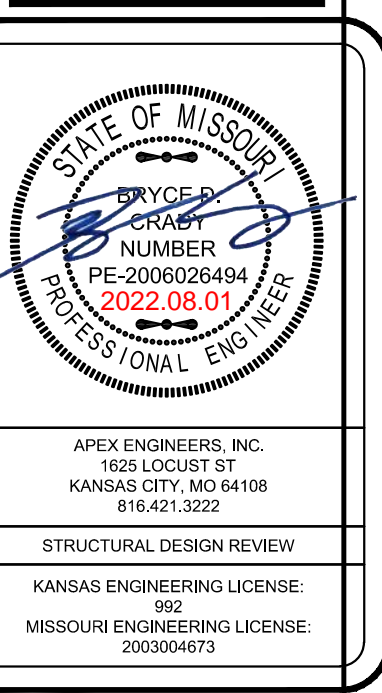 STATE OF MISSOURI
BRYCE D.
CRADY
NUMBER
PE-2006026494
2022.08.01
PROFESSIONAL ENGINEER
APEX ENGINEERS, INC.
1625 LOCUST ST
KANSAS CITY, MO 64108
816.421.3222
STRUCTURAL DESIGN REVIEW
KANSAS ENGINEERING LICENSE:
992
MISSOURI ENGINEERING LICENSE:
2003004673